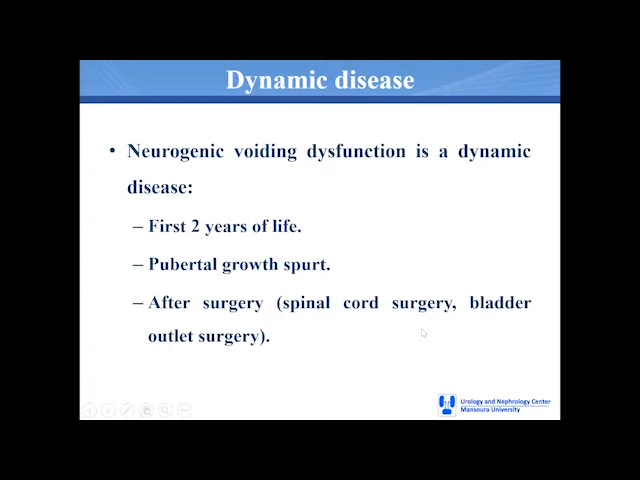 Dynamic disease
• Neurogenic voiding dysfunction is a dynamic
disease:
– First 2 years of life.
– Pubertal growth spurt.
– After surgery (spinal cord surgery, bladder
outlet surgery).
Urology and Nephrology Center
Mansoura University